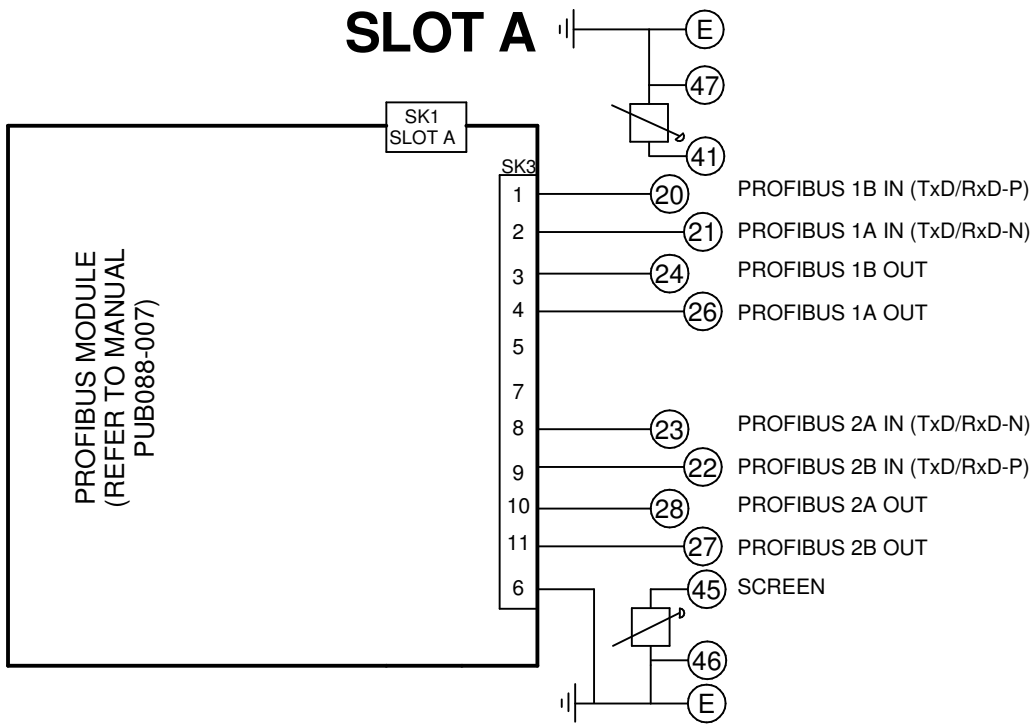 SLOT A
E
47
41
SK1
SLOT A
SK3
1
20 PROFIBUS 1B IN (TxD/RxD-P)
2
21 PROFIBUS 1A IN (TxD/RxD-N)
3
24 PROFIBUS 1B OUT
4
26 PROFIBUS 1A OUT
5
7
8
23 PROFIBUS 2A IN (TxD/RxD-N)
9
22 PROFIBUS 2B IN (TxD/RxD-P)
10
28 PROFIBUS 2A OUT
11
27 PROFIBUS 2B OUT
6
45 SCREEN
46
E
PROFIBUS MODULE
(REFER TO MANUAL
PUB088-007)